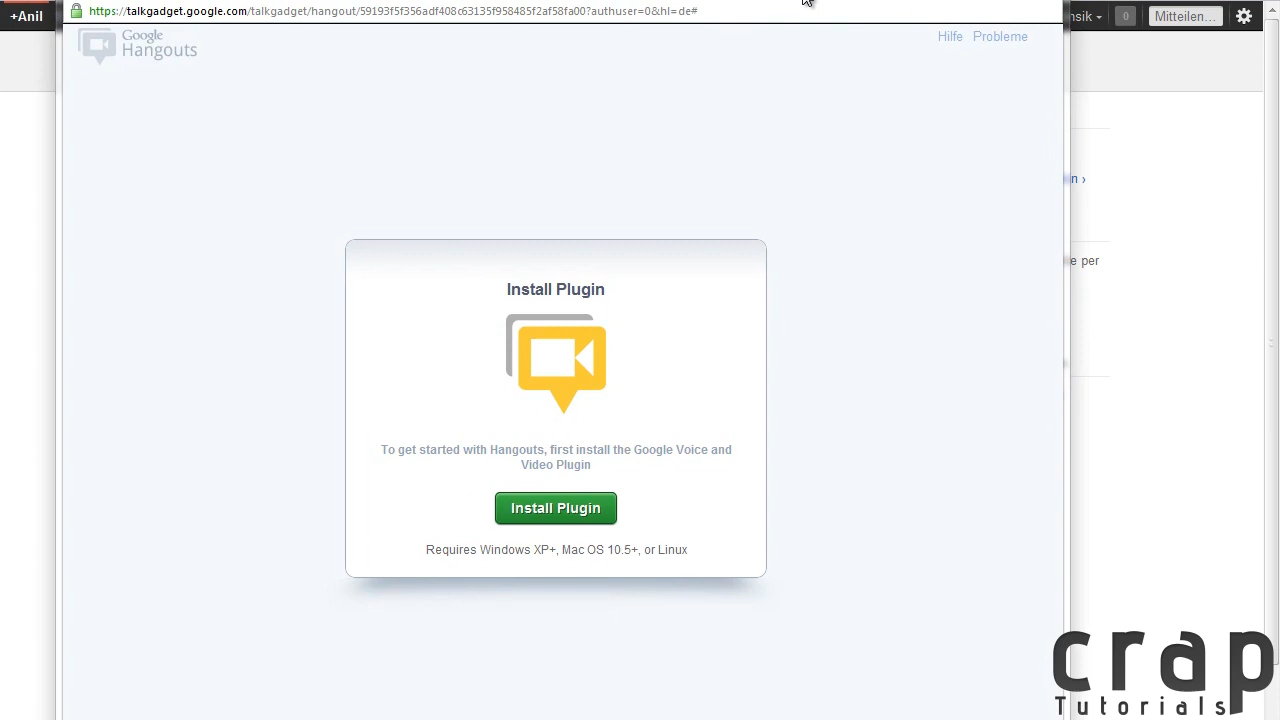 +Anil
https://talkgadget.google.com/talkgadget/hangout/59193f5f356adf408c63135f958485f2af58fa00?authuser=0&hl=de#
nsik
0
Mitteilen...
Google
Hangouts
Hilfe Probleme
n ›
e per
Install Plugin
To get started with Hangouts, first install the Google Voice and
Video Plugin
Install Plugin
Requires Windows XP+, Mac OS 10.5+, or Linux
crap
Tutorials